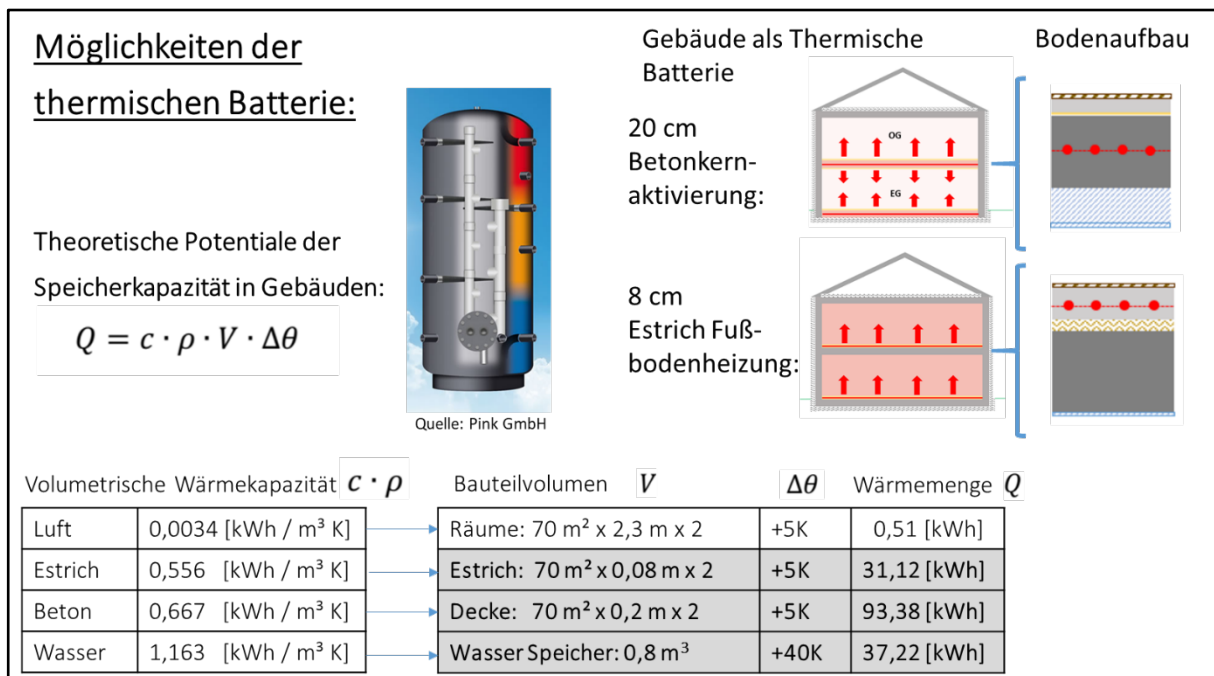 Möglichkeiten der
thermischen Batterie:
Theoretische Potentiale der
Speicherkapazität in Gebäuden:
Q = c · ρ · V · Δθ
Quelle: Pink GmbH
Gebäude als Thermische
Batterie
Bodenaufbau
20 cm
Betonkern-
aktivierung:
OG
EG
8 cm
Estrich Fuß-
bodenheizung:
Volumetrische Wärmekapazität c · ρ Bauteilvolumen V Δθ Wärmemenge Q
Luft 0,0034 [kWh / m³ K] Räume: 70 m² x 2,3 m x 2 +5K 0,51 [kWh]
Estrich 0,556 [kWh / m³ K] Estrich: 70 m² x 0,08 m x 2 +5K 31,12 [kWh]
Beton 0,667 [kWh / m³ K] Decke: 70 m² x 0,2 m x 2 +5K 93,38 [kWh]
Wasser 1,163 [kWh / m³ K] Wasser Speicher: 0,8 m³ +40K 37,22 [kWh]